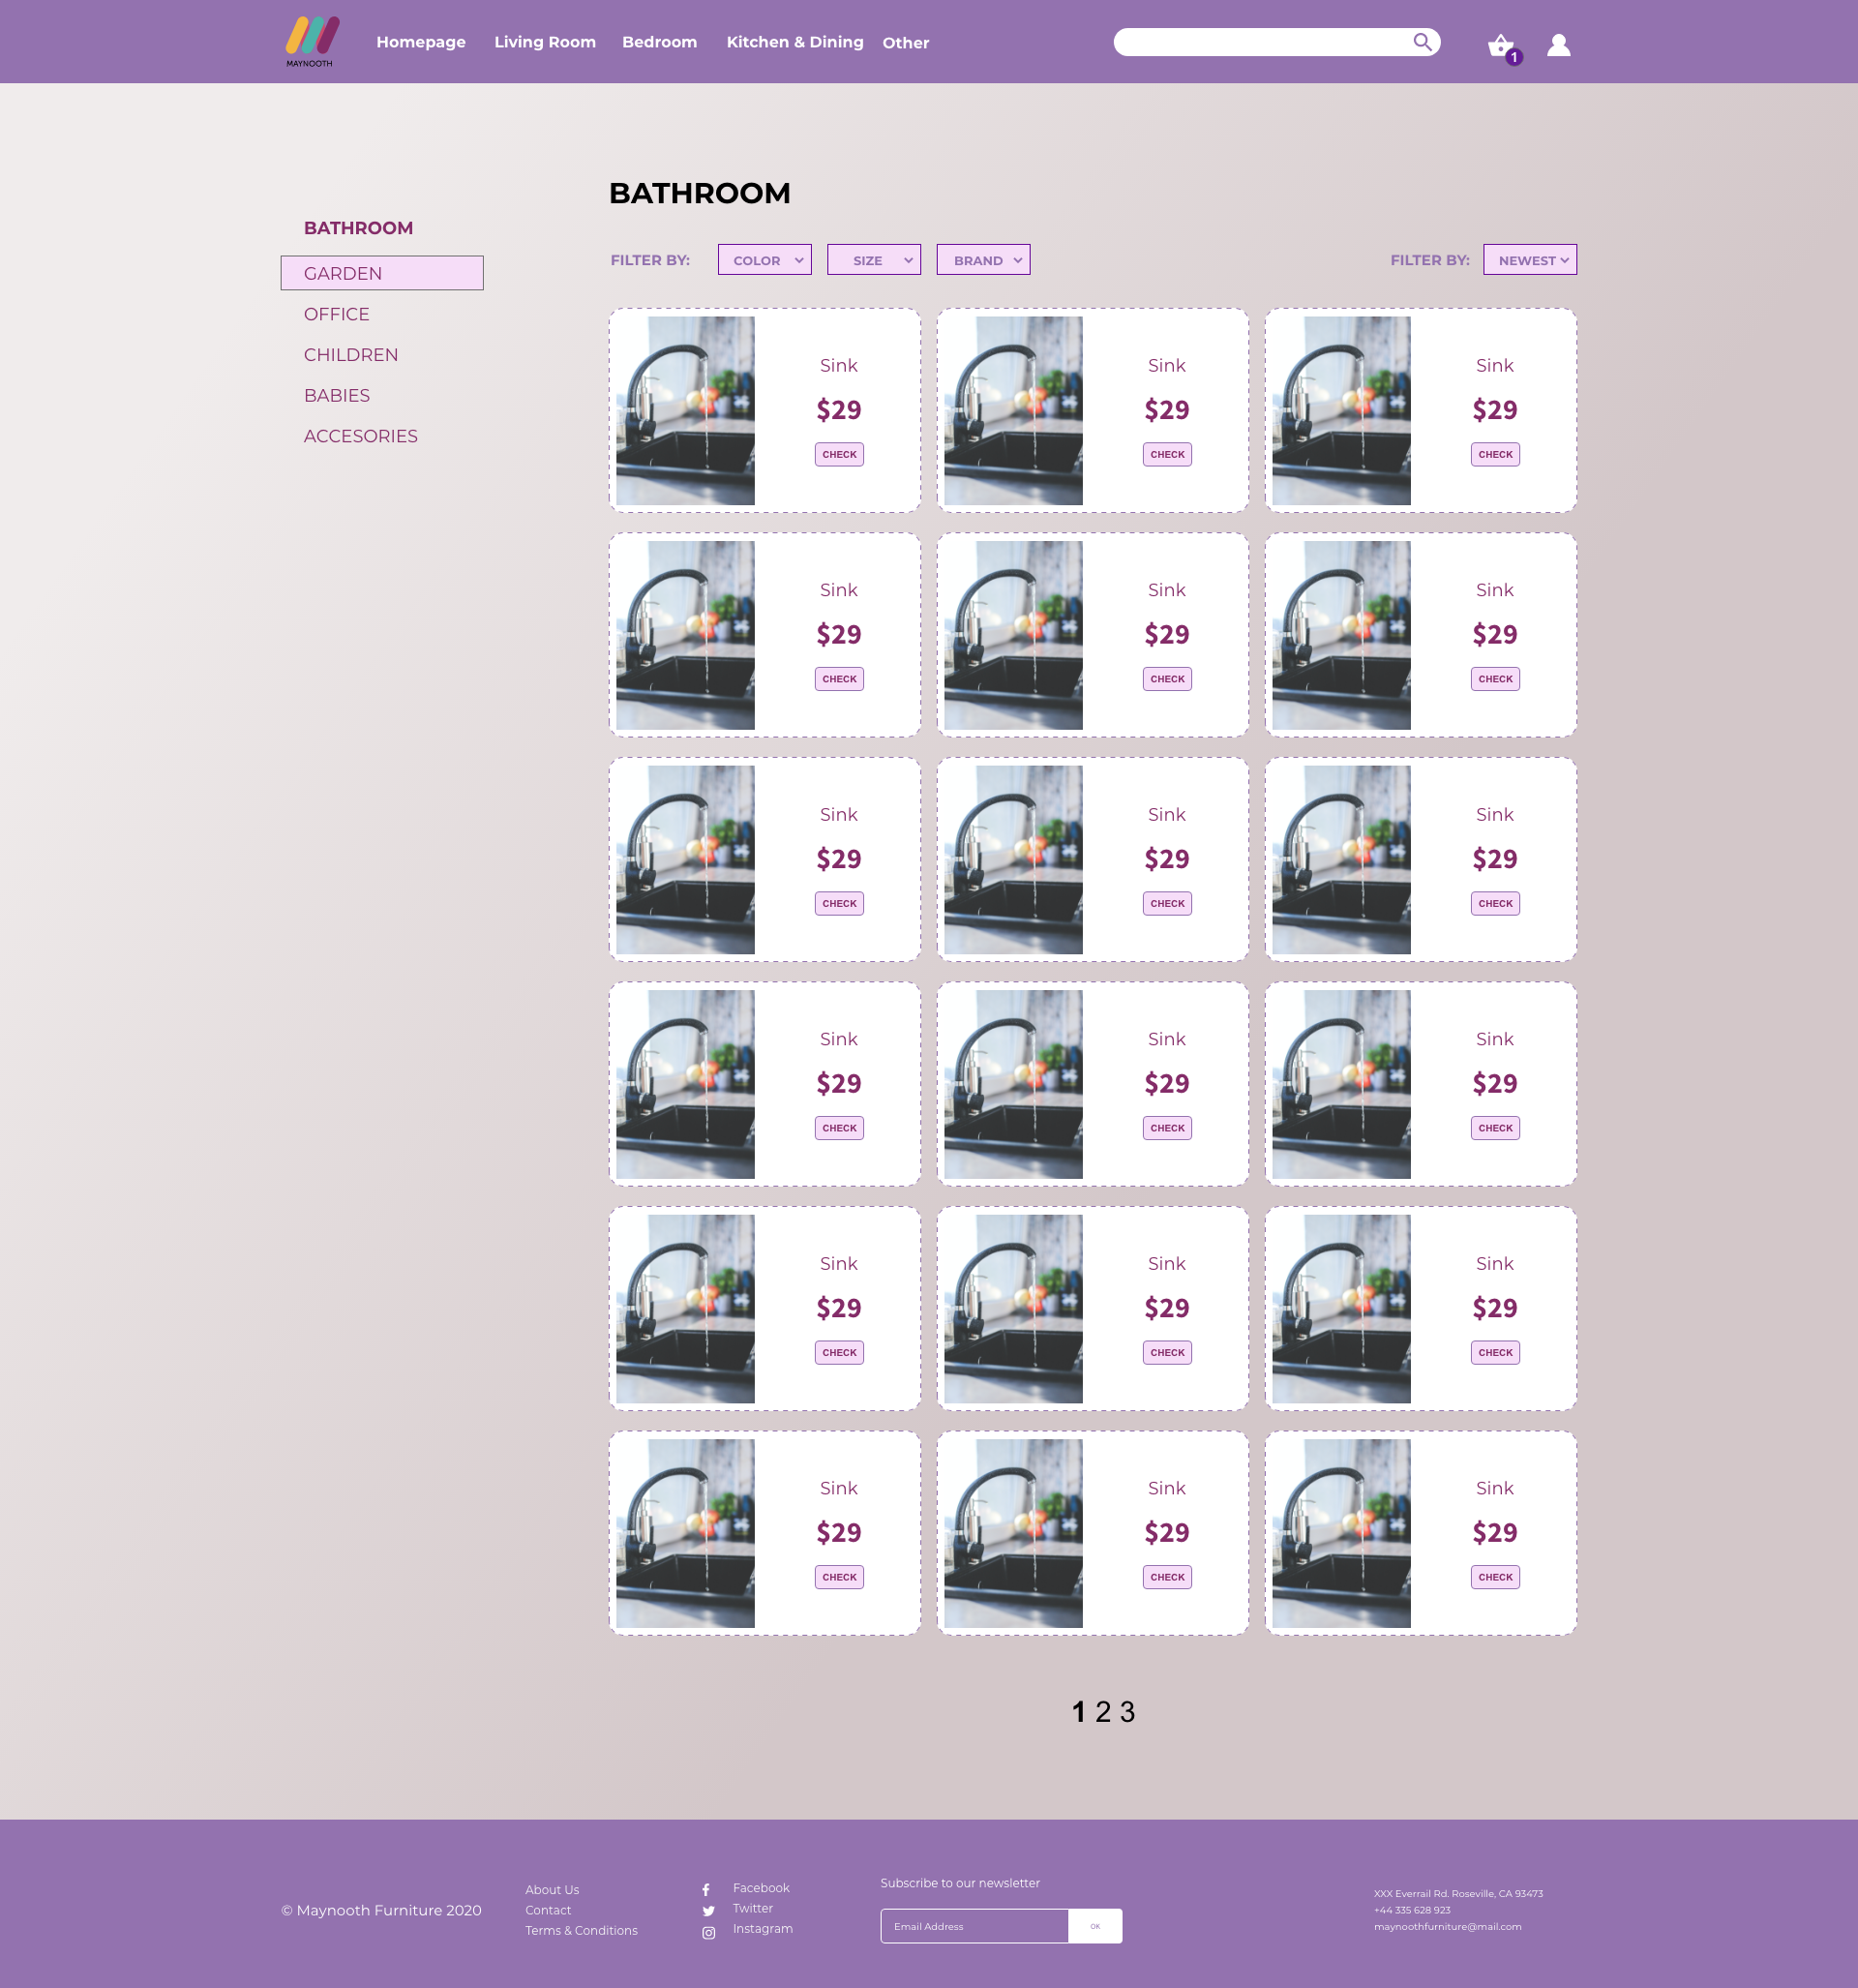 MAYNOOTH
Homepage Living Room Bedroom Kitchen & Dining Other
1
BATHROOM
GARDEN
OFFICE
CHILDREN
BABIES
ACCESORIES
BATHROOM
FILTER BY: COLOR SIZE BRAND FILTER BY: NEWEST
Sink Sink Sink
$29 $29 $29
CHECK CHECK CHECK
Sink Sink Sink
$29 $29 $29
CHECK CHECK CHECK
Sink Sink Sink
$29 $29 $29
CHECK CHECK CHECK
Sink Sink Sink
$29 $29 $29
CHECK CHECK CHECK
Sink Sink Sink
$29 $29 $29
CHECK CHECK CHECK
Sink Sink Sink
$29 $29 $29
CHECK CHECK CHECK
1 2 3
© Maynooth Furniture 2020
About Us
Contact
Terms & Conditions
Facebook
Twitter
Instagram
Subscribe to our newsletter
Email Address OK
XXX Everrail Rd. Roseville, CA 93473
+44 335 628 923
maynoothfurniture@mail.com